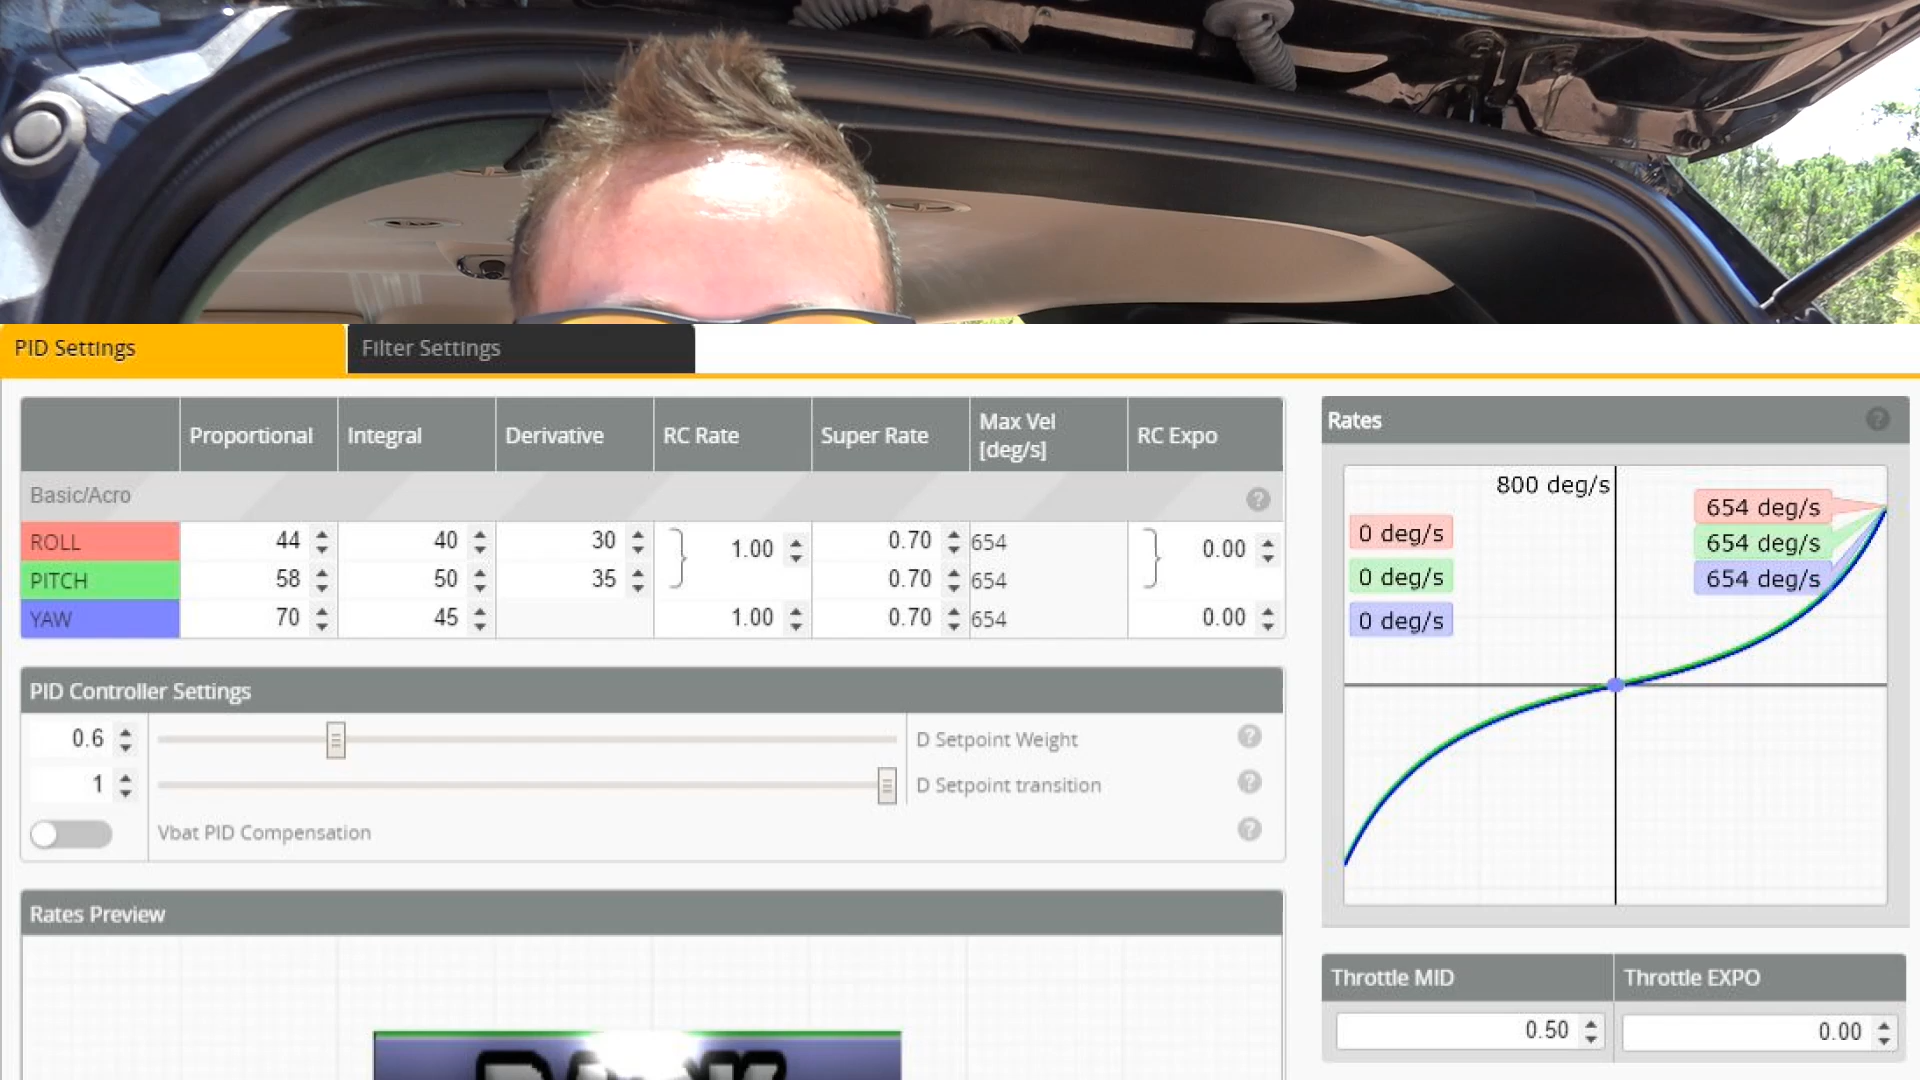 PID Settings
Filter Settings
Proportional Integral Derivative RC Rate Super Rate Max Vel [deg/s] RC Expo
Basic/Acro
ROLL 44 40 30 1.00 0.70 654 0.00
PITCH 58 50 35 0.70 654
YAW 70 45 1.00 0.70 654 0.00
PID Controller Settings
0.6 D Setpoint Weight
1 D Setpoint transition
Vbat PID Compensation
Rates Preview
Rates
800 deg/s
0 deg/s
0 deg/s
0 deg/s
654 deg/s
654 deg/s
654 deg/s
Throttle MID Throttle EXPO
0.50 0.00